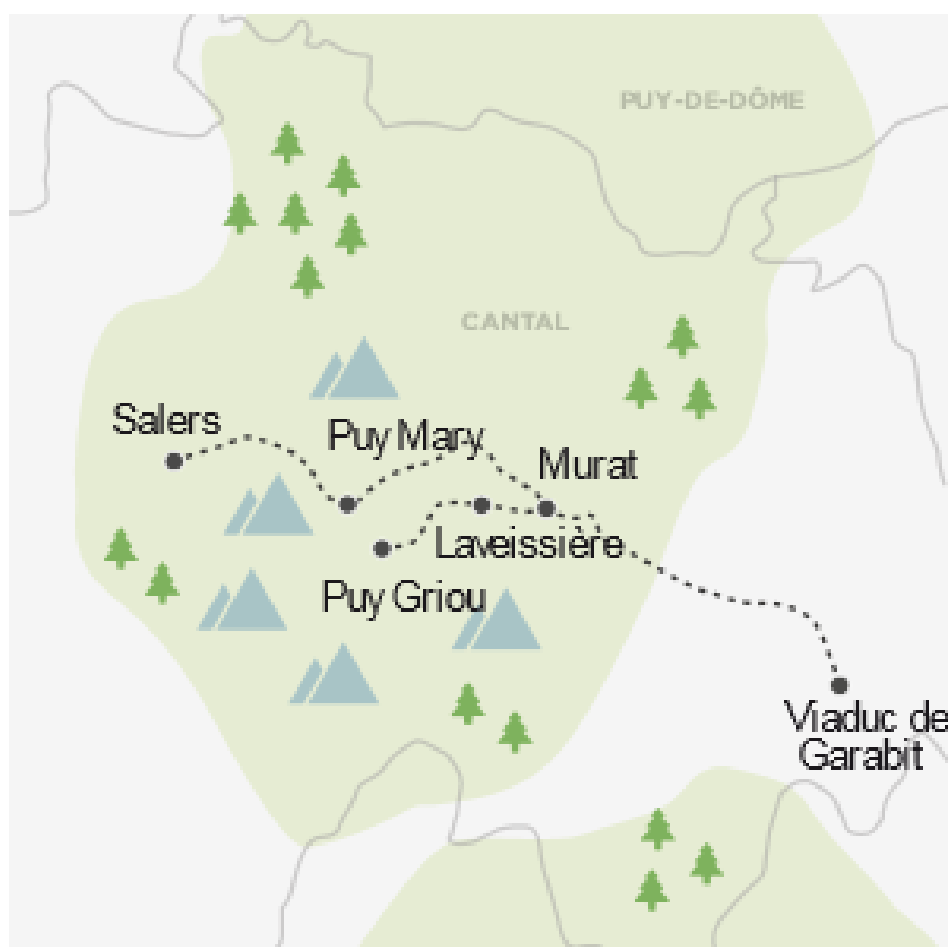 PUY-DE-DÔME
CANTAL
Salers
Puy Mary
Murat
Laveissière
Puy Griou
Viaduc de
Garabit